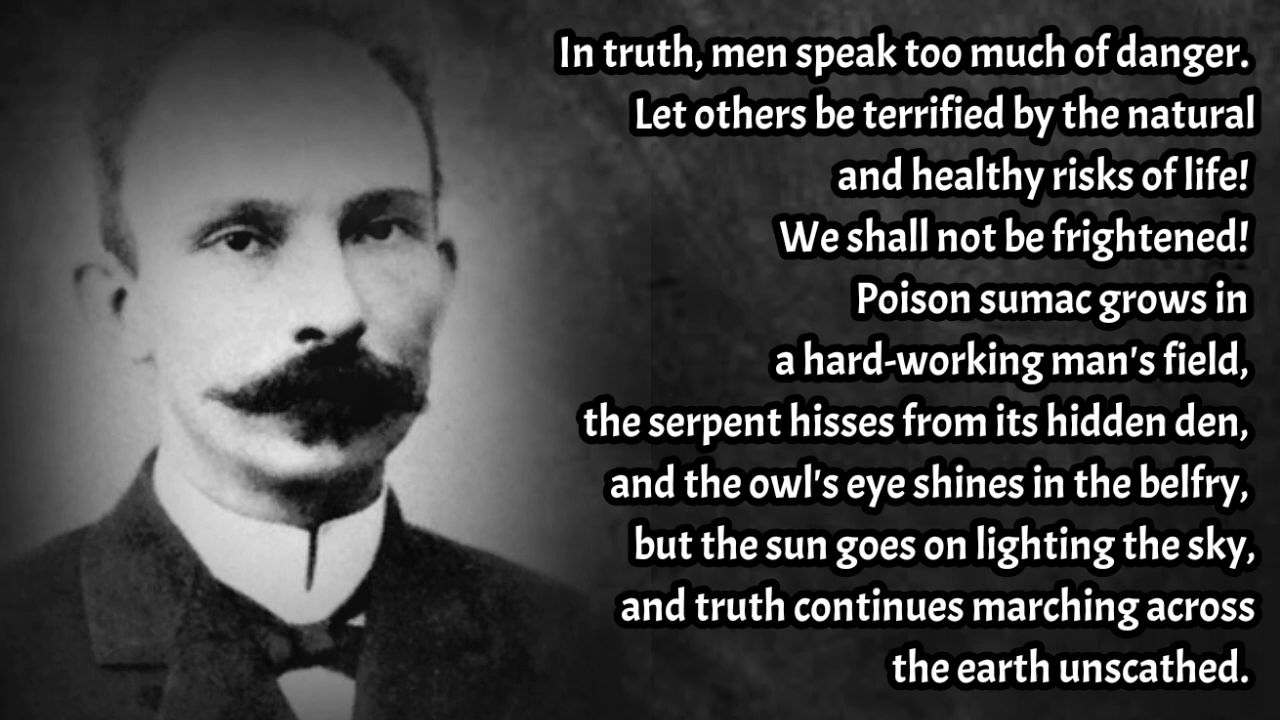 In truth, men speak too much of danger.
Let others be terrified by the natural
and healthy risks of life!
We shall not be frightened!
Poison sumac grows in
a hard-working man's field,
the serpent hisses from its hidden den,
and the owl's eye shines in the belfry,
but the sun goes on lighting the sky,
and truth continues marching across
the earth unscathed.